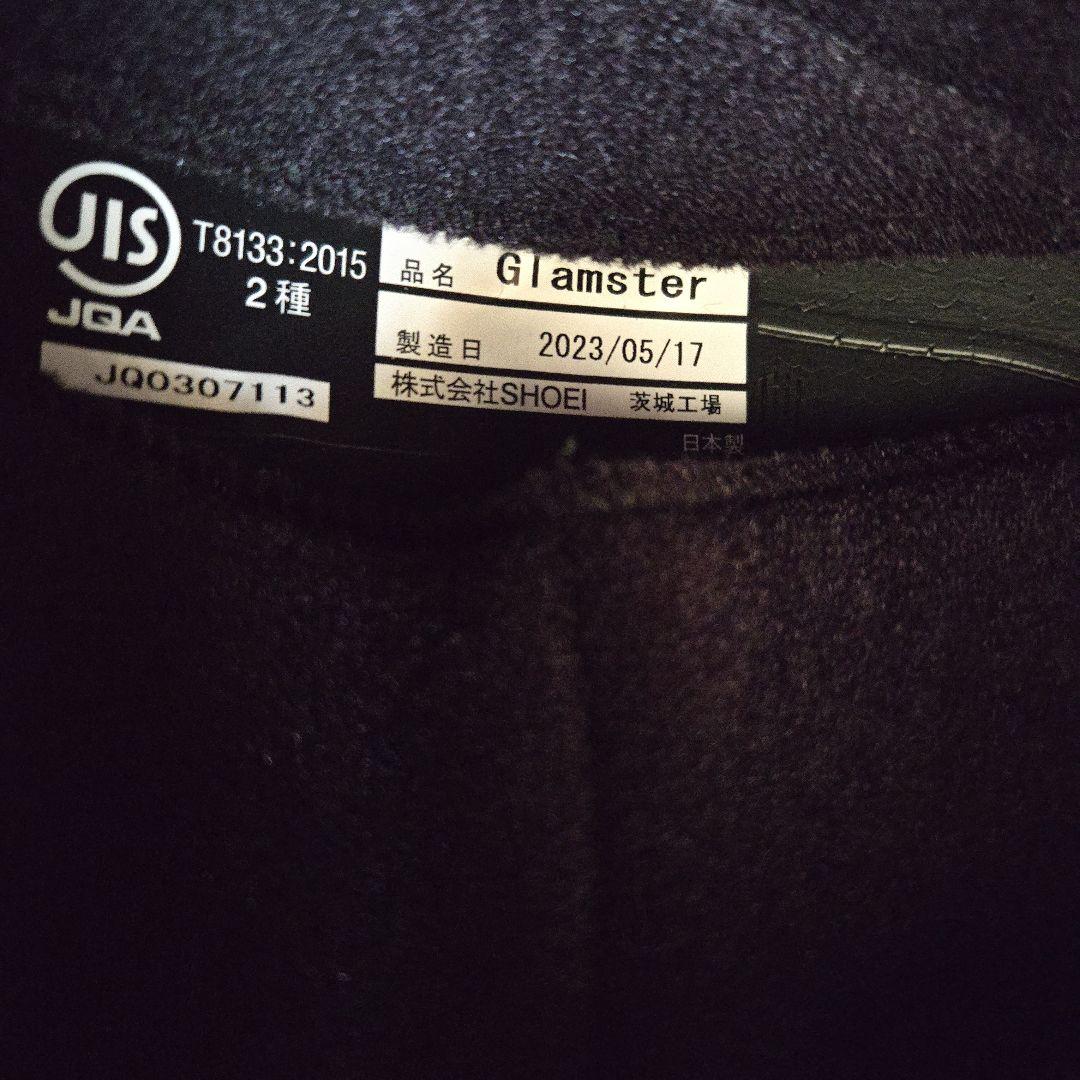 JIS
T8133:2015
2種
JQA
JQ0307113
品名 Glamster
製造日 2023/05/17
株式会社SHOEI 茨城工場
日本製